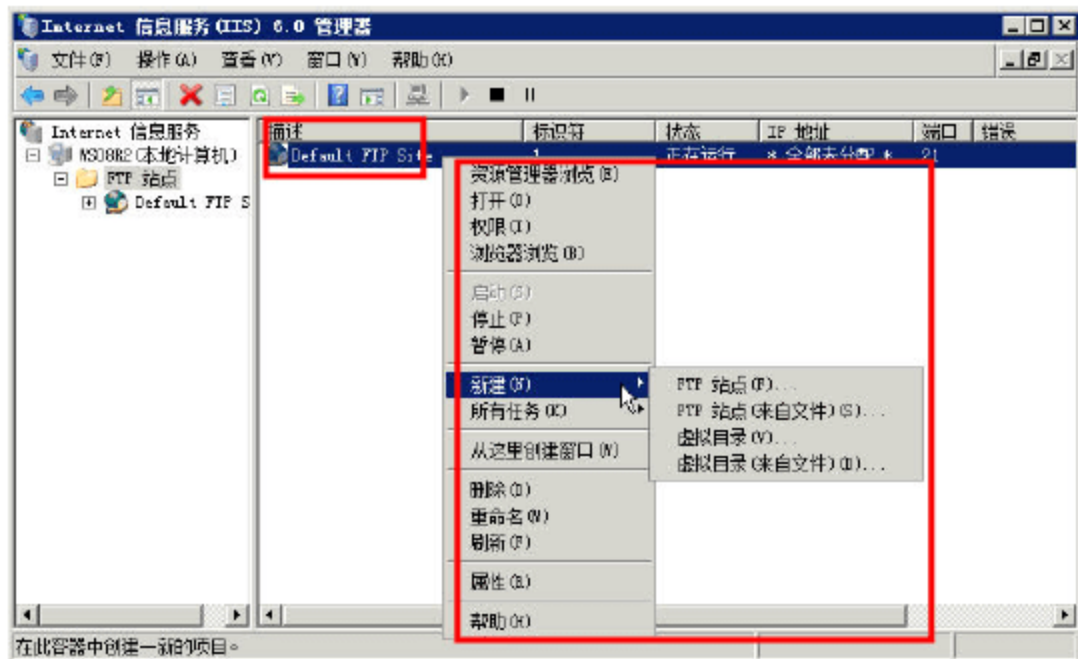 Internet 信息服务(IIS) 6.0 管理器
文件(F) 操作(A) 查看(V) 窗口(W) 帮助(H)
Internet 信息服务
WS08R2(本地计算机)
FTP 站点
Default FTP S
描述 标识符 状态 IP 地址 端口 错误
Default FTP Site 1 正在运行 * 全部未分配 * 21
资源管理器浏览(E)
打开(O)
权限(I)
浏览器浏览(B)
启动(S)
停止(P)
暂停(A)
新建(N)
所有任务(K)
从这里创建窗口(W)
删除(D)
重命名(M)
刷新(F)
属性(R)
帮助(H)
FTP 站点(F)...
FTP 站点(来自文件)(S)...
虚拟目录(V)...
虚拟目录(来自文件)(I)...
在此容器中创建一新的项目。